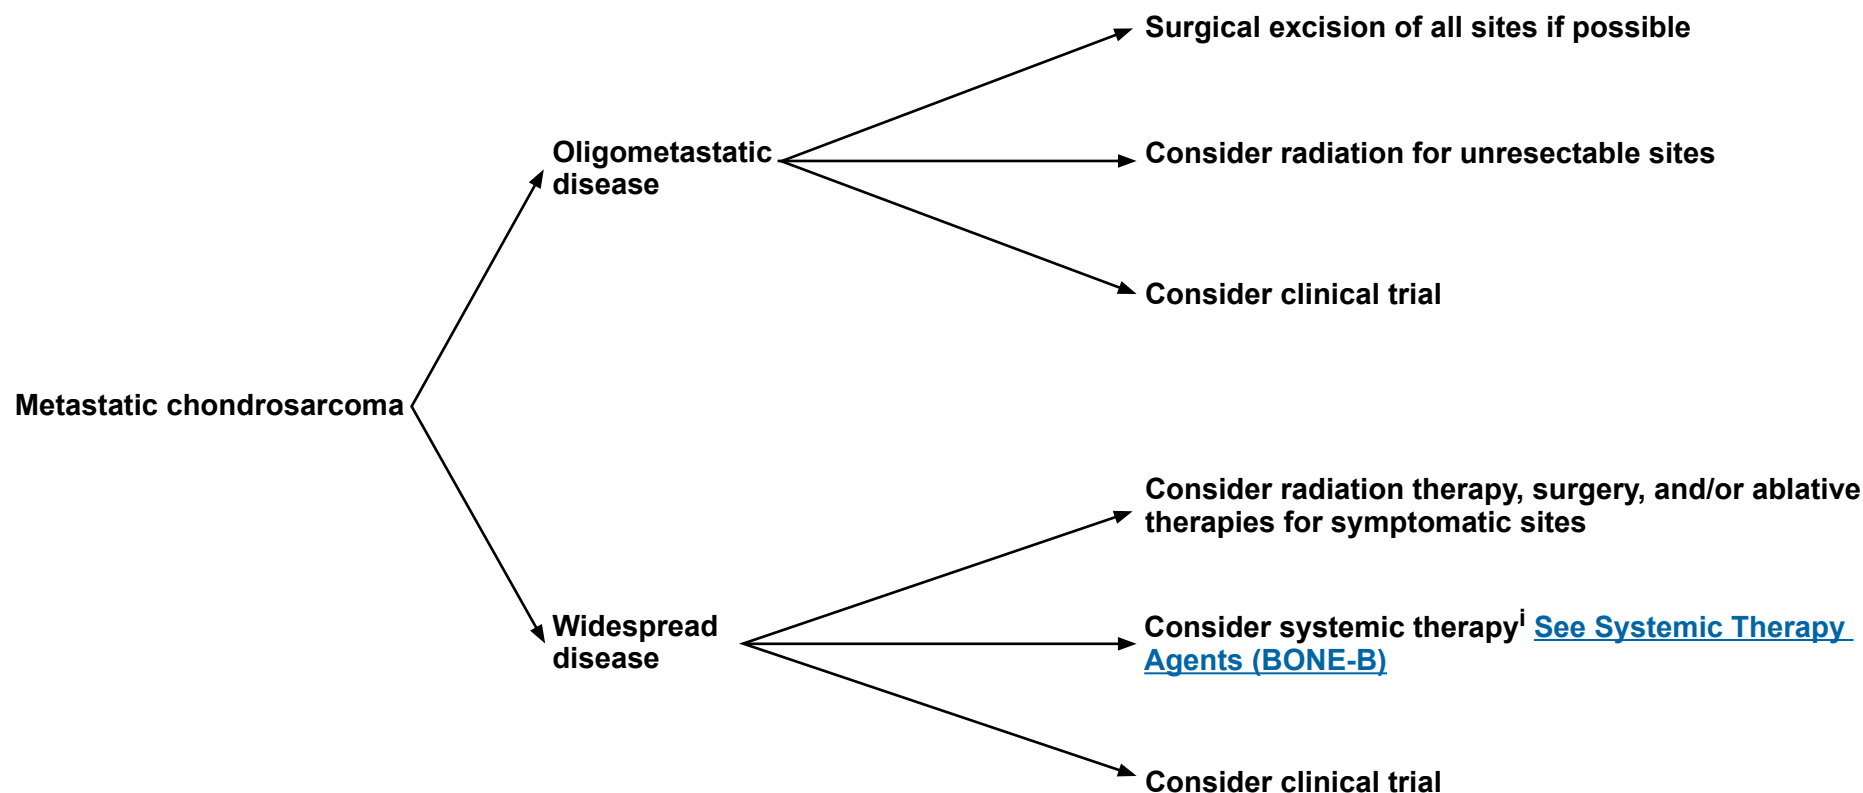 Surgical excision of all sites if possible
Oligometastatic
disease
Consider radiation for unresectable sites
Consider clinical trial
Metastatic chondrosarcoma
Consider radiation therapy, surgery, and/or ablative
therapies for symptomatic sites
Widespread
disease
Consider systemic therapyⁱ See Systemic Therapy
Agents (BONE-B)
Consider clinical trial